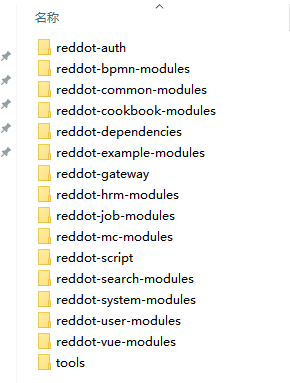 名称
reddot-auth
reddot-bpmn-modules
reddot-common-modules
reddot-cookbook-modules
reddot-dependencies
reddot-example-modules
reddot-gateway
reddot-hrm-modules
reddot-job-modules
reddot-mc-modules
reddot-script
reddot-search-modules
reddot-system-modules
reddot-user-modules
reddot-vue-modules
tools